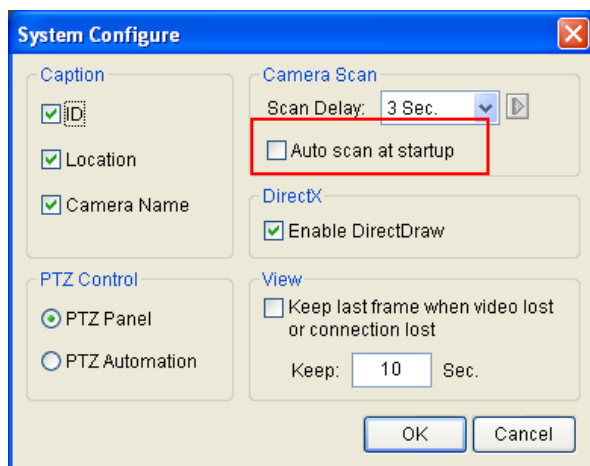 System Configure
Caption
ID
Location
Camera Name
Camera Scan
Scan Delay: 3 Sec.
Auto scan at startup
DirectX
Enable DirectDraw
PTZ Control
PTZ Panel
PTZ Automation
View
Keep last frame when video lost
or connection lost
Keep: 10 Sec.
OK Cancel